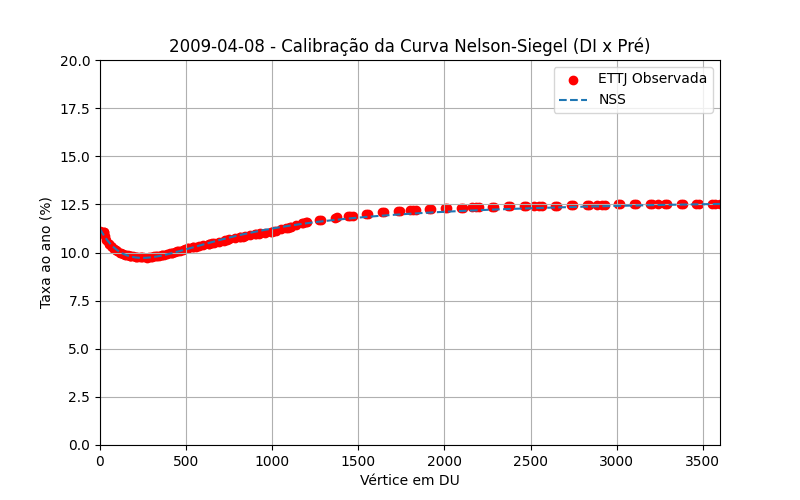 2009-04-08 - Calibração da Curva Nelson-Siegel (DI x Pré)
ETTJ Observada
NSS
Taxa ao ano (%)
20.0
17.5
15.0
12.5
10.0
7.5
5.0
2.5
0.0
0 500 1000 1500 2000 2500 3000 3500
Vértice em DU